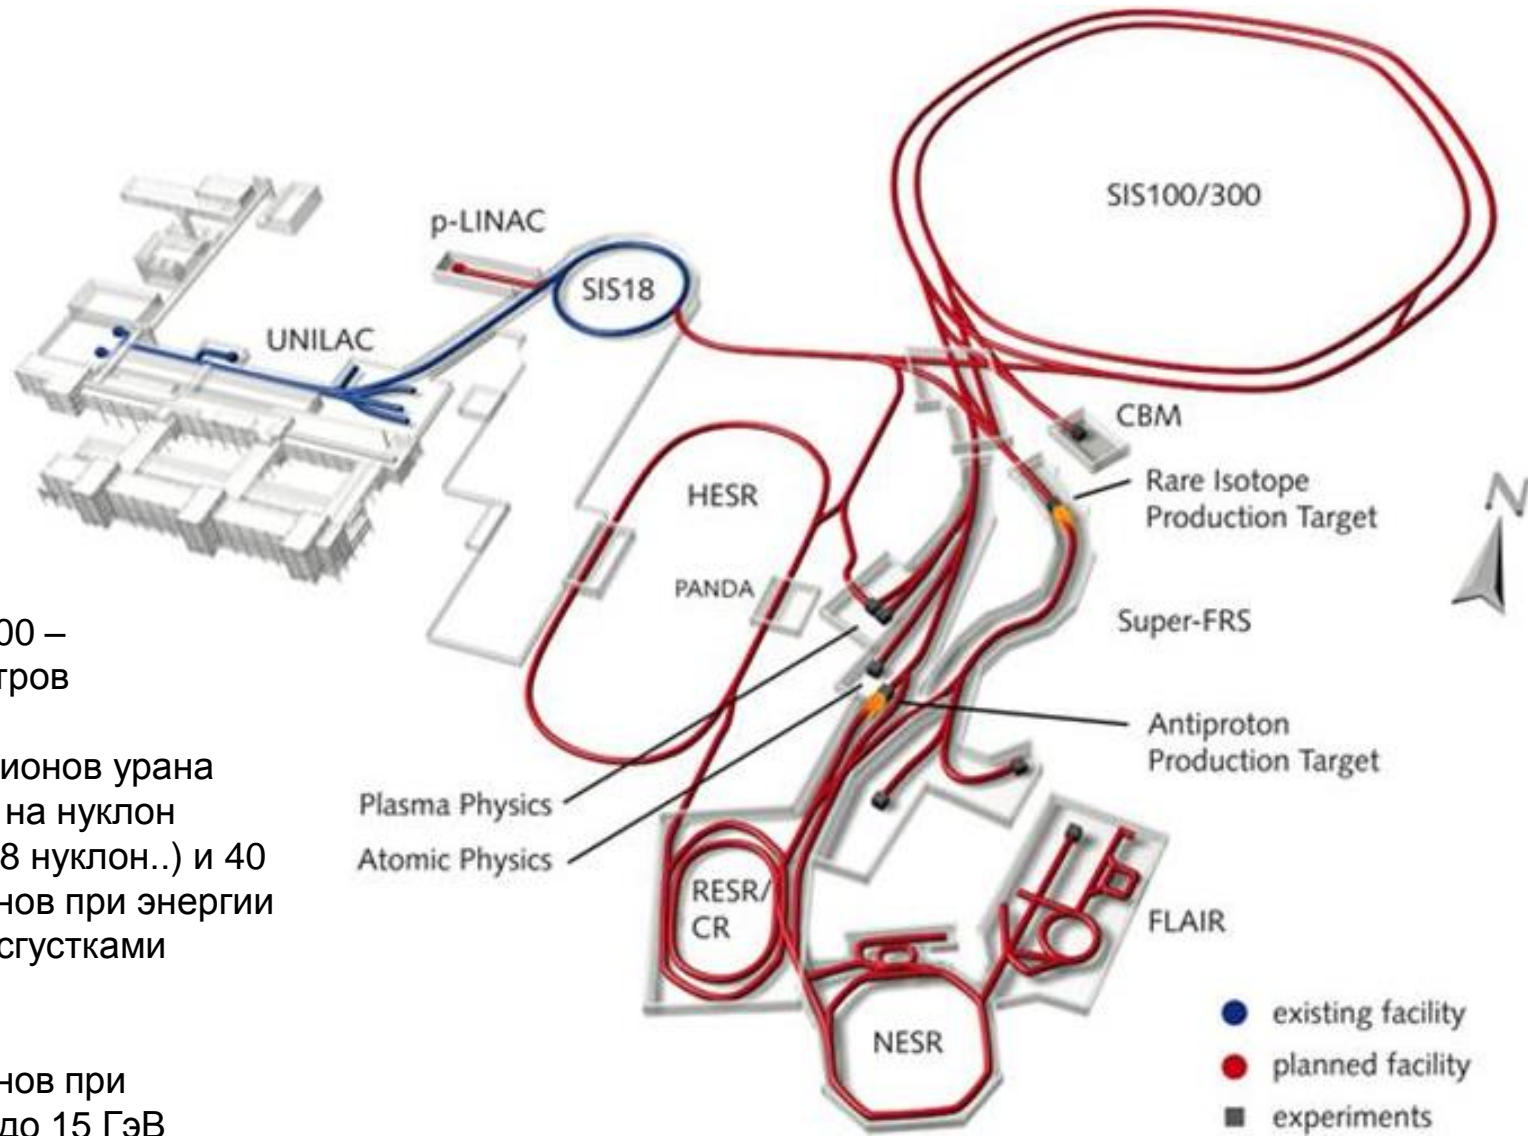 SIS100/300
p-LINAC
SIS18
UNILAC
CBM
Rare Isotope
Production Target
HESR
N
PANDA
Super-FRS
00 –
тров
Antiproton
Production Target
ионов урана
на нуклон
8 нуклон..) и 40
нов при энергии
сгустками
Plasma Physics
Atomic Physics
RESR/
CR
FLAIR
NESR
нов при
до 15 ГэВ
existing facility
planned facility
experiments